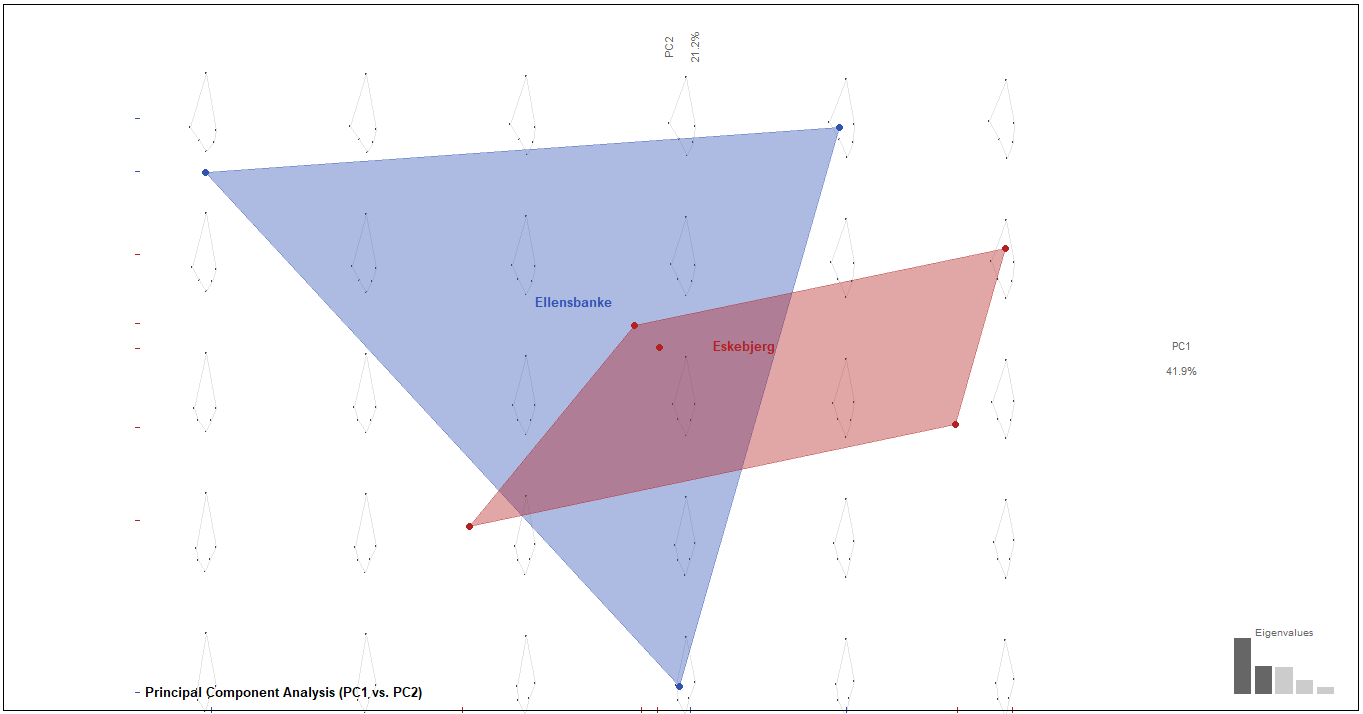 PC2
21.2%
Ellensbanke
Eskebjerg
PC1
41.9%
Eigenvalues
Principal Component Analysis (PC1 vs. PC2)